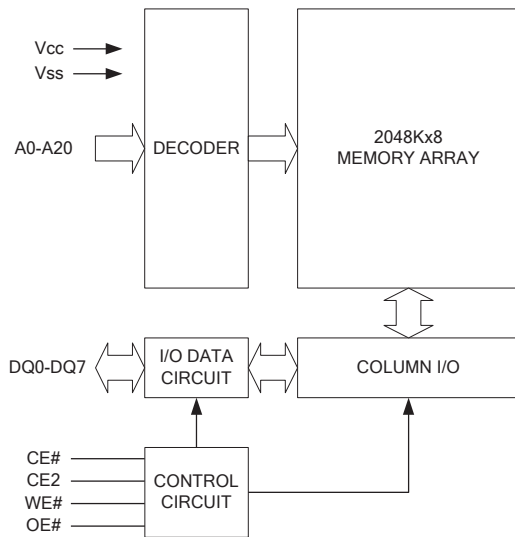 Vcc
Vss
A0-A20
DECODER
2048Kx8
MEMORY ARRAY
DQ0-DQ7
I/O DATA
CIRCUIT
COLUMN I/O
CE#
CE2
WE#
OE#
CONTROL
CIRCUIT